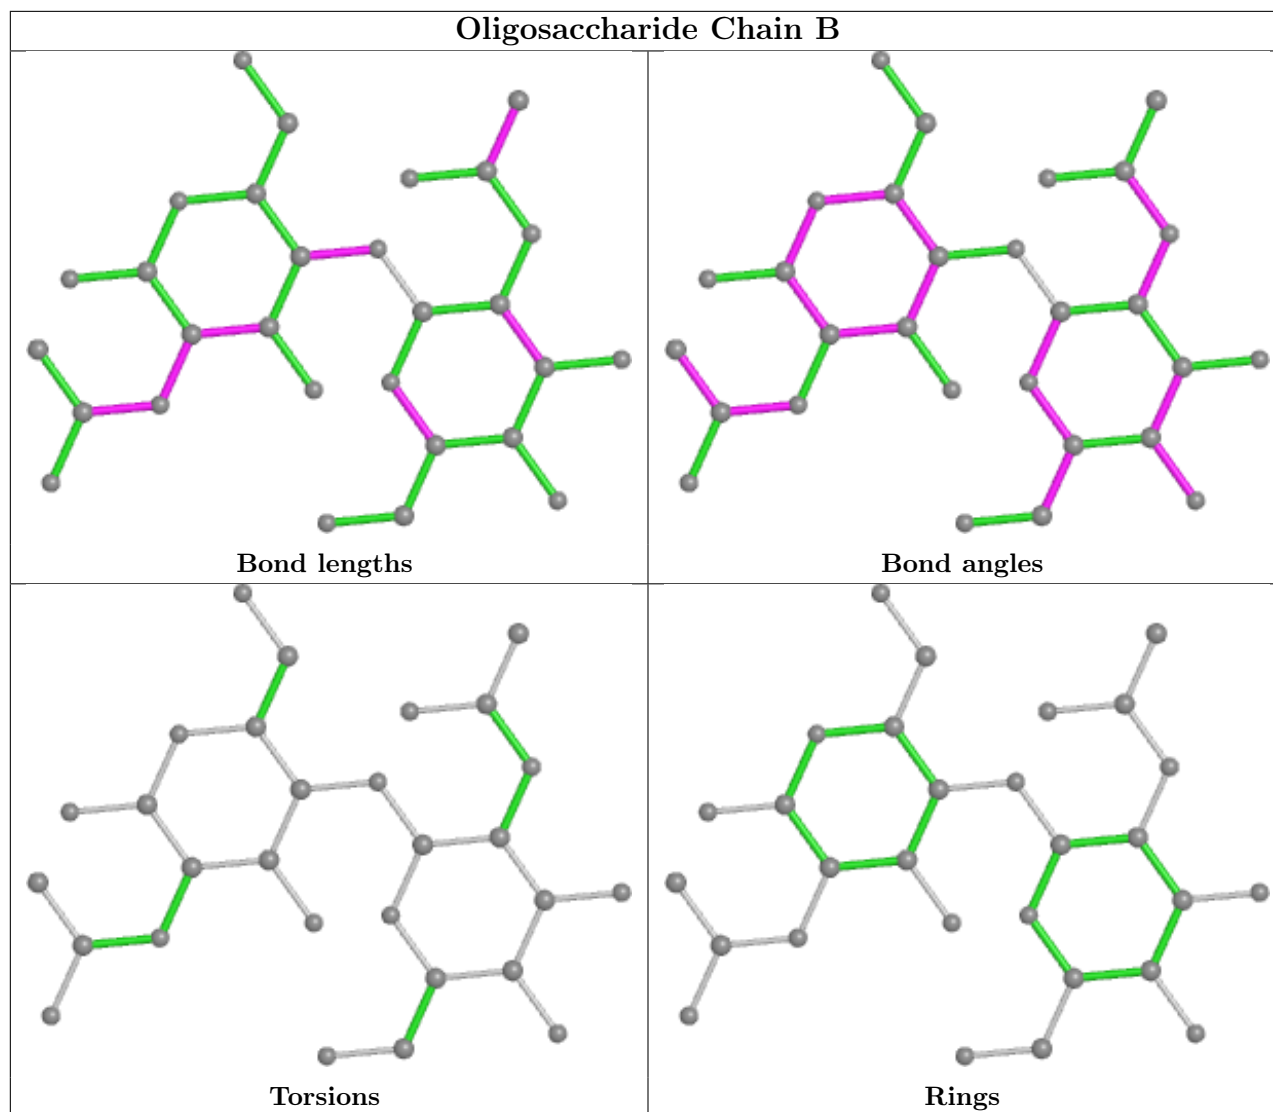 Oligosaccharide Chain B
Bond lengths
Bond angles
Torsions
Rings